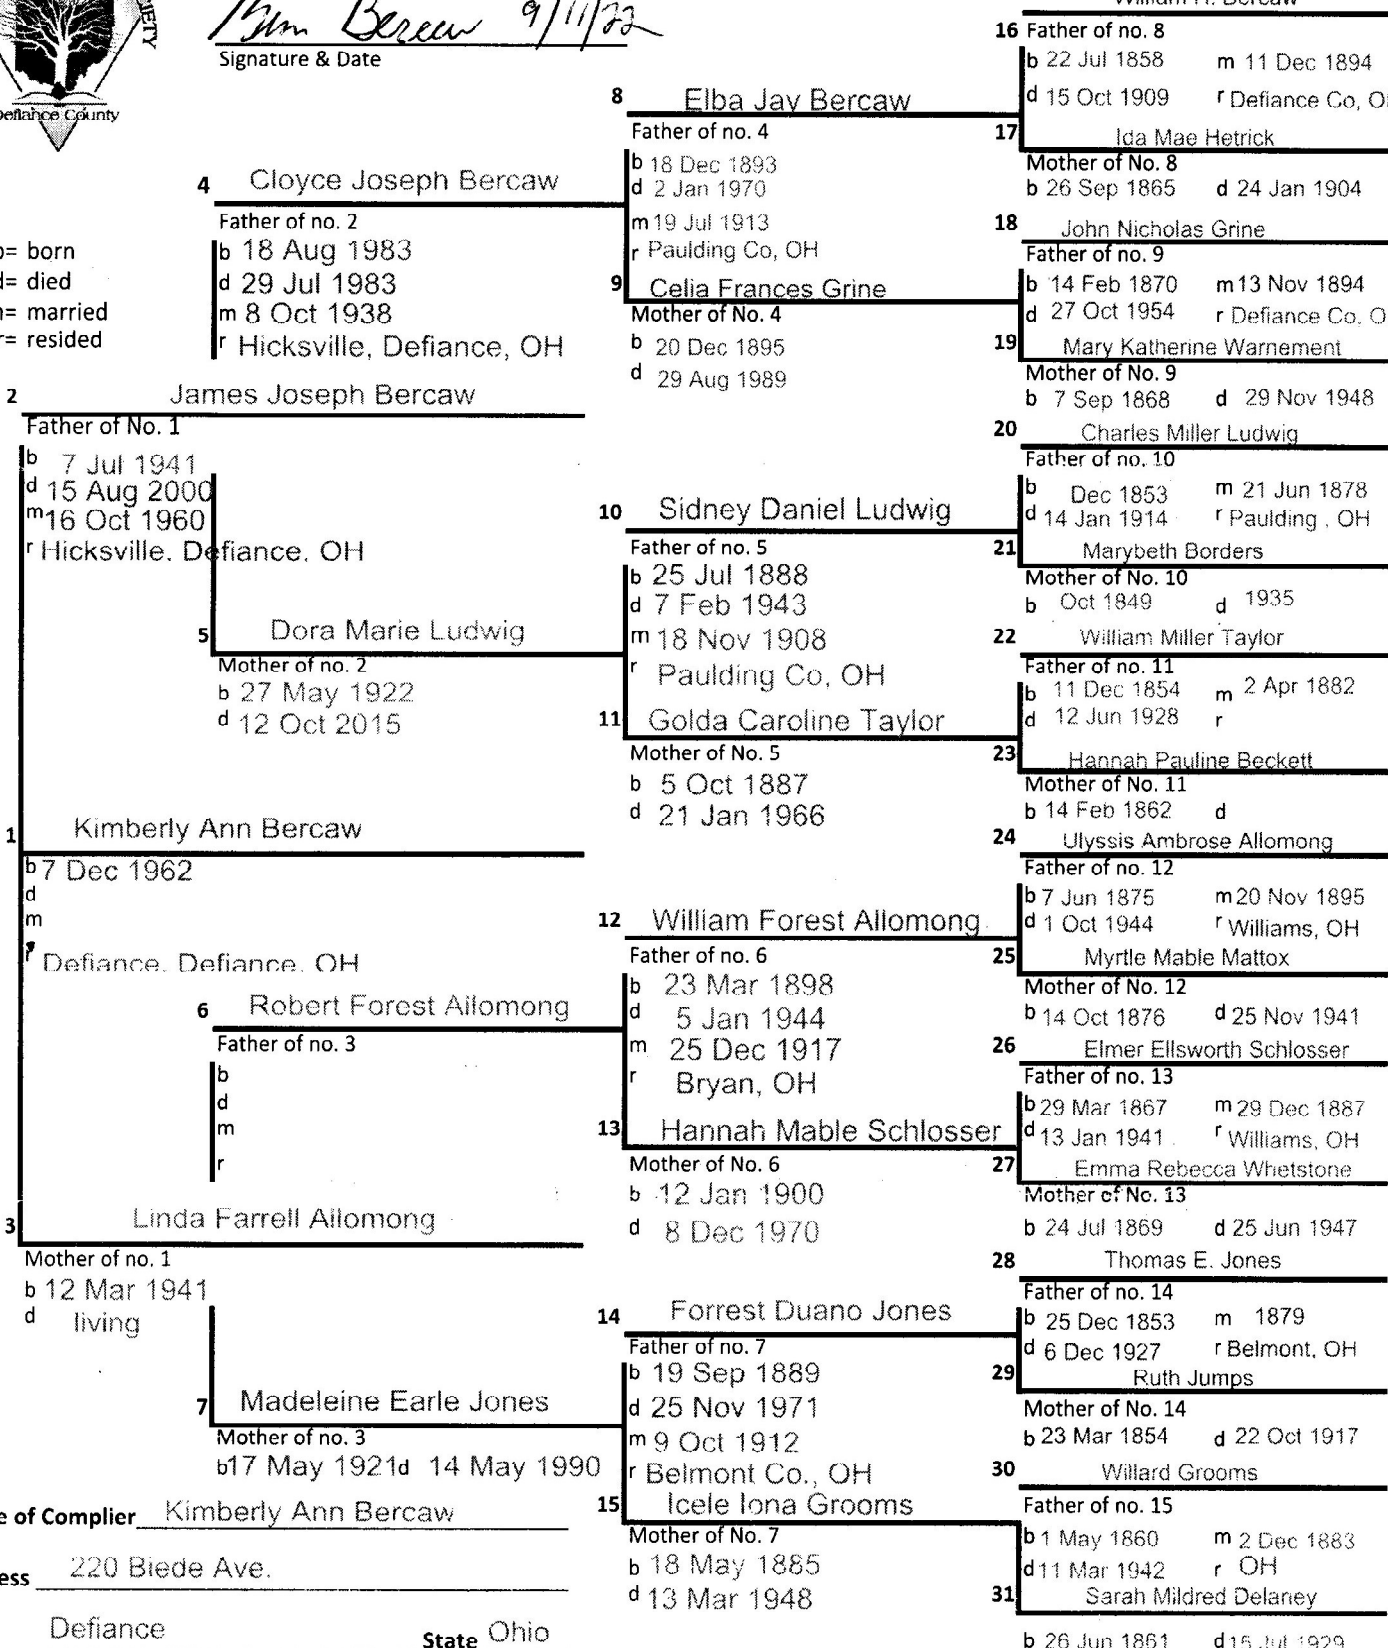 Defiance County
Kim Bercaw 9/11/22
Signature & Date
b= born
d= died
m= married
r= resided
1 Kimberly Ann Bercaw
b 7 Dec 1962
d
m
r Defiance, Defiance, OH
2 James Joseph Bercaw
Father of No. 1
b 7 Jul 1941
d 15 Aug 2000
m 16 Oct 1960
r Hicksville, Defiance, OH
3 Linda Farrell Allomong
Mother of no. 1
b 12 Mar 1941
d living
4 Cloyce Joseph Bercaw
Father of no. 2
b 18 Aug 1983
d 29 Jul 1983
m 8 Oct 1938
r Hicksville, Defiance, OH
5 Dora Marie Ludwig
Mother of no. 2
b 27 May 1922
d 12 Oct 2015
6 Robert Forest Allomong
Father of no. 3
b
d
m
r
7 Madeleine Earle Jones
Mother of no. 3
b 17 May 1921 d 14 May 1990
8 Elba Jay Bercaw
Father of no. 4
b 18 Dec 1893
d 2 Jan 1970
m 19 Jul 1913
r Paulding Co, OH
9 Celia Frances Grine
Mother of No. 4
b 20 Dec 1895
d 29 Aug 1989
10 Sidney Daniel Ludwig
Father of no. 5
b 25 Jul 1888
d 7 Feb 1943
m 18 Nov 1908
r Paulding Co, OH
11 Golda Caroline Taylor
Mother of No. 5
b 5 Oct 1887
d 21 Jan 1966
12 William Forest Allomong
Father of no. 6
b 23 Mar 1898
d 5 Jan 1944
m 25 Dec 1917
r Bryan, OH
13 Hannah Mable Schlosser
Mother of No. 6
b 12 Jan 1900
d 8 Dec 1970
14 Forrest Duano Jones
Father of no. 7
b 19 Sep 1889
d 25 Nov 1971
m 9 Oct 1912
r Belmont Co., OH
15 Icele Iona Grooms
Mother of No. 7
b 18 May 1885
d 13 Mar 1948
William H. Bercaw
16 Father of no. 8
b 22 Jul 1858 m 11 Dec 1894
d 15 Oct 1909 r Defiance Co, O
17 Ida Mae Hetrick
Mother of No. 8
b 26 Sep 1865 d 24 Jan 1904
18 John Nicholas Grine
Father of no. 9
b 14 Feb 1870 m 13 Nov 1894
d 27 Oct 1954 r Defiance Co. O
19 Mary Katherine Warnement
Mother of No. 9
b 7 Sep 1868 d 29 Nov 1948
20 Charles Miller Ludwig
Father of no. 10
b Dec 1853 m 21 Jun 1878
d 14 Jan 1914 r Paulding , OH
21 Marybeth Borders
Mother of No. 10
b Oct 1849 d 1935
22 William Miller Taylor
Father of no. 11
b 11 Dec 1854 m 2 Apr 1882
d 12 Jun 1928 r
23 Hannah Pauline Beckett
Mother of No. 11
b 14 Feb 1862 d
24 Ulyssis Ambrose Allomong
Father of no. 12
b 7 Jun 1875 m 20 Nov 1895
d 1 Oct 1944 r Williams, OH
25 Myrtle Mable Mattox
Mother of No. 12
b 14 Oct 1876 d 25 Nov 1941
26 Elmer Ellsworth Schlosser
Father of no. 13
b 29 Mar 1867 m 29 Dec 1887
d 13 Jan 1941 r Williams, OH
27 Emma Rebecca Whetstone
Mother of No. 13
b 24 Jul 1869 d 25 Jun 1947
28 Thomas E. Jones
Father of no. 14
b 25 Dec 1853 m 1879
d 6 Dec 1927 r Belmont, OH
29 Ruth Jumps
Mother of No. 14
b 23 Mar 1854 d 22 Oct 1917
30 Willard Grooms
Father of no. 15
b 1 May 1860 m 2 Dec 1883
d 11 Mar 1942 r OH
31 Sarah Mildred Delaney
b 26 Jun 1861 d 15 Jul 1929
e of Complier Kimberly Ann Bercaw
ess 220 Biede Ave.
Defiance State Ohio